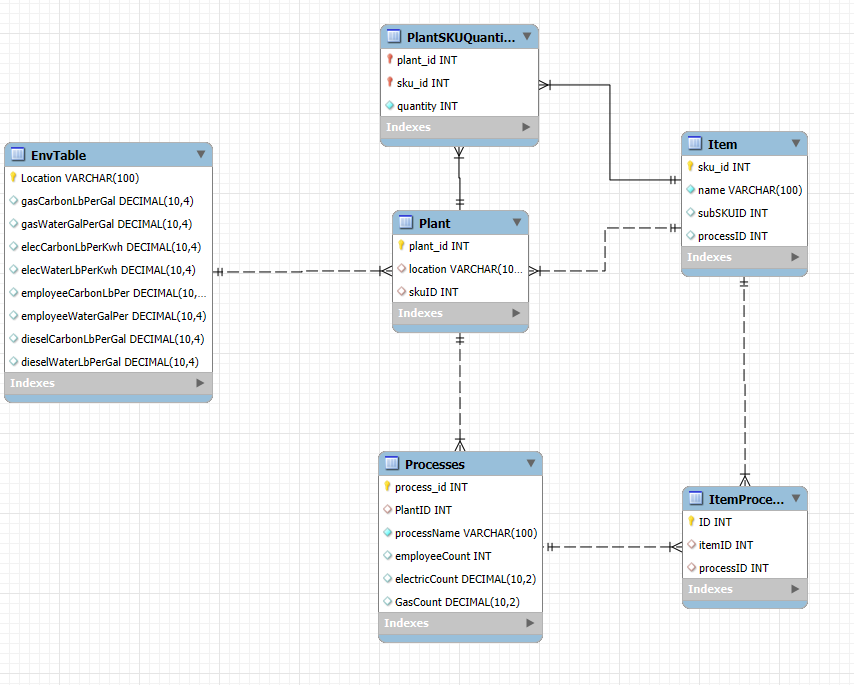 PlantSKUQuanti...
plant_id INT
sku_id INT
quantity INT
Indexes
EnvTable
Location VARCHAR(100)
gasCarbonLbPerGal DECIMAL(10,4)
gasWaterGalPerGal DECIMAL(10,4)
elecCarbonLbPerKwh DECIMAL(10,4)
elecWaterLbPerKwh DECIMAL(10,4)
employeeCarbonLbPer DECIMAL(10,...
employeeWaterGalPer DECIMAL(10,4)
dieselCarbonLbPerGal DECIMAL(10,4)
dieselWaterLbPerGal DECIMAL(10,4)
Indexes
Plant
plant_id INT
location VARCHAR(10...
skuID INT
Indexes
Item
sku_id INT
name VARCHAR(100)
subSKUID INT
processID INT
Indexes
Processes
process_id INT
PlantID INT
processName VARCHAR(100)
employeeCount INT
electricCount DECIMAL(10,2)
GasCount DECIMAL(10,2)
Indexes
ItemProce...
ID INT
itemID INT
processID INT
Indexes